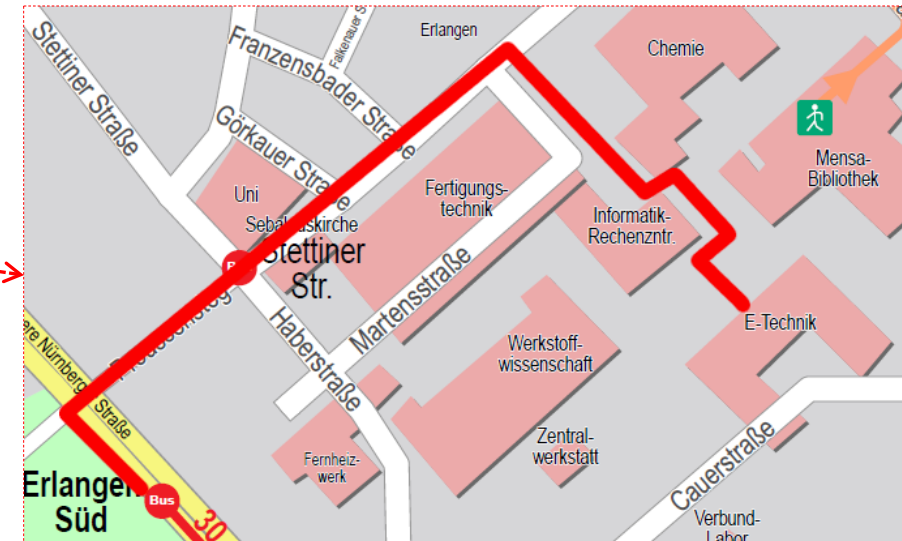 Stettiner Straße
Franzensbader Straße
Falkenauer S
Erlangen
Chemie
Görkauer Straße
Mensa-
Bibliothek
Uni
Fertigungs-
technik
Informatik-
Rechenzntr.
Stettiner
Str.
Martensstraße
Haberstraße
E-Technik
Werkstoff-
wissenschaft
Straße
Zentral-
werkstatt
Fernheiz-
werk
Cauerstraße
Erlangen
Süd
Bus
30
Verbund-
Labor